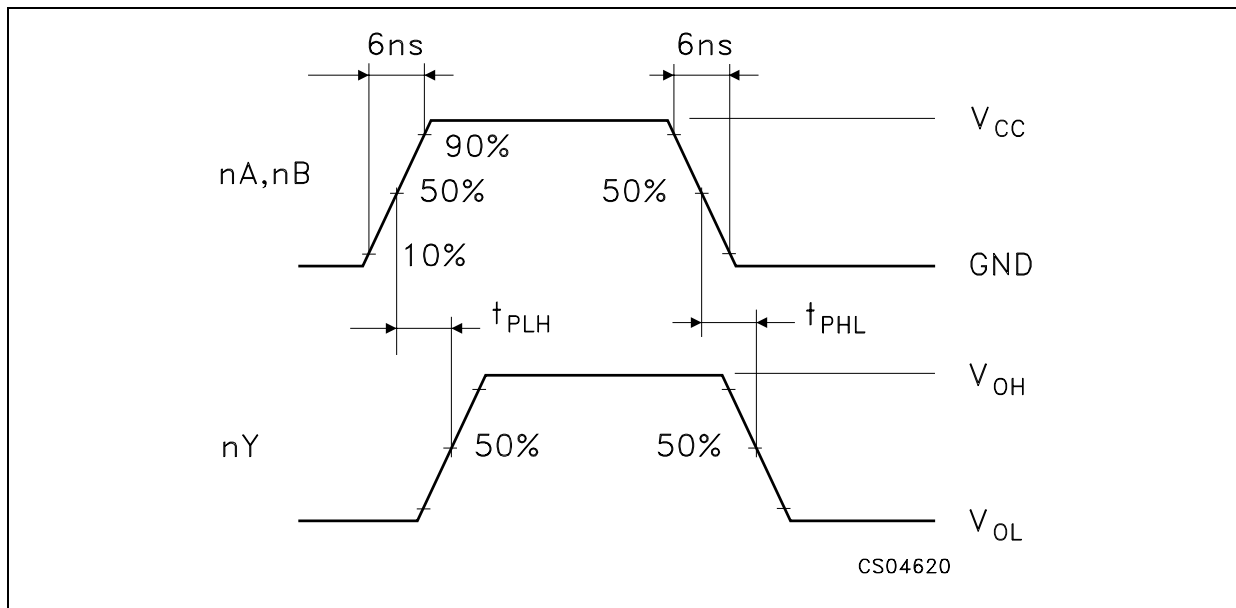 6ns 6ns
V_CC
90%
nA,nB
50% 50%
10%
GND
t_PLH t_PHL
V_OH
nY
50% 50%
V_OL
CS04620